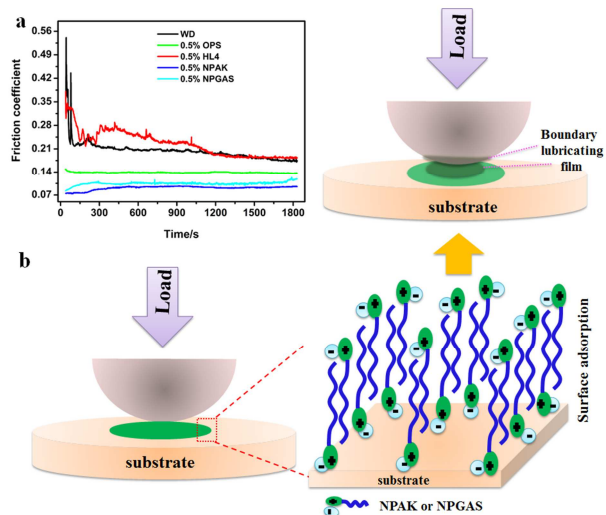 a
Friction coefficient
0.56
0.49
0.42
0.35
0.28
0.21
0.14
0.07
WD
0.5% OPS
0.5% HL4
0.5% NPAK
0.5% NPGAS
0 300 600 900 1200 1500 1800
Time/s
Load
Boundary
lubricating
film
substrate
b
Load
substrate
Surface adsorption
substrate
NPAK or NPGAS